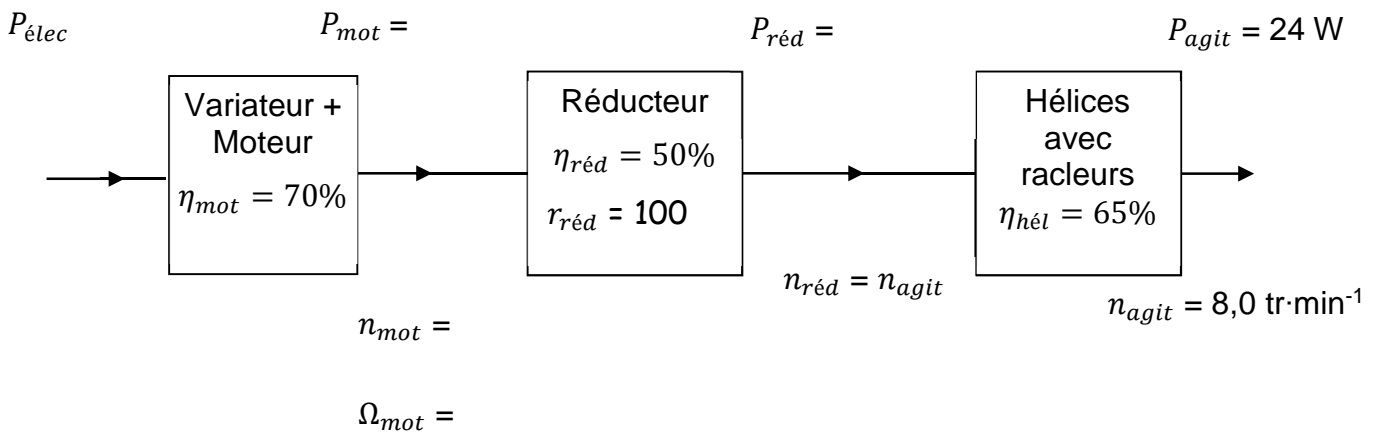 P_élec
P_mot =
P_réd =
P_agit = 24 W
Variateur +
Moteur
η_mot = 70%
Réducteur
η_réd = 50%
r_réd = 100
Hélices
avec
racleurs
η_hél = 65%
n_réd = n_agit
n_agit = 8,0 tr·min⁻¹
n_mot =
Ω_mot =